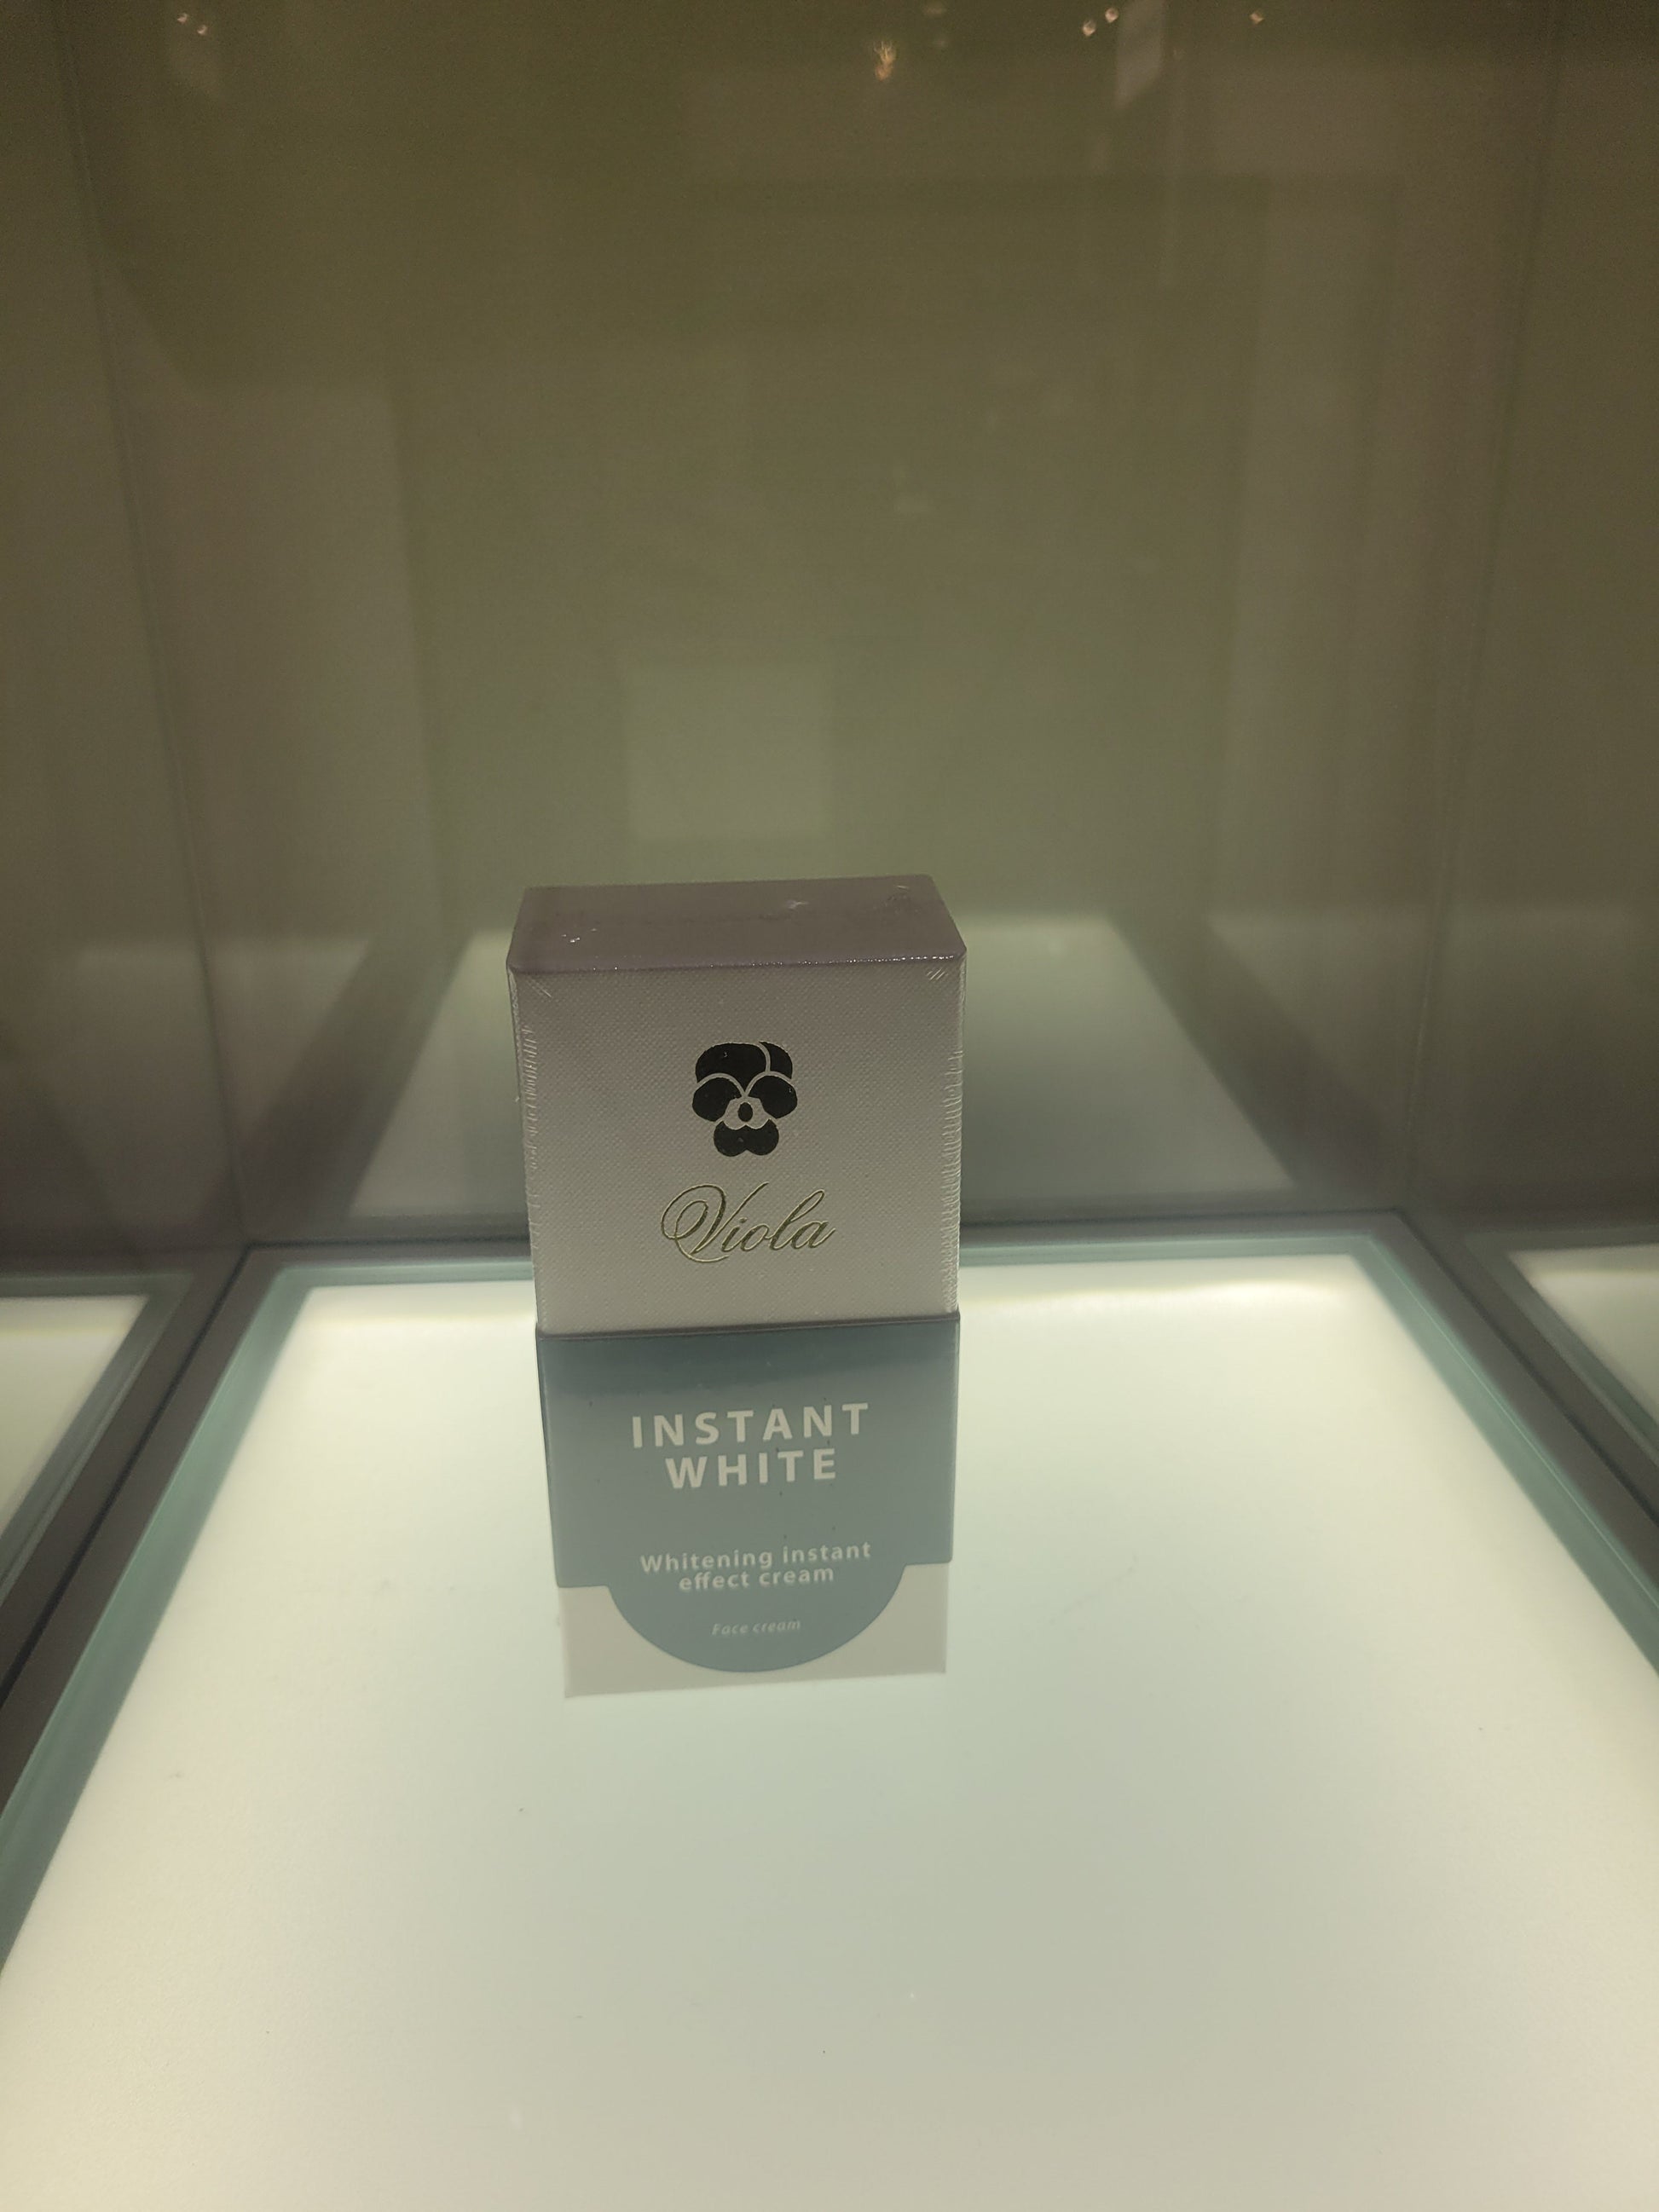 Viola
INSTANT
WHITE
Whitening instant
effect cream
Face cream